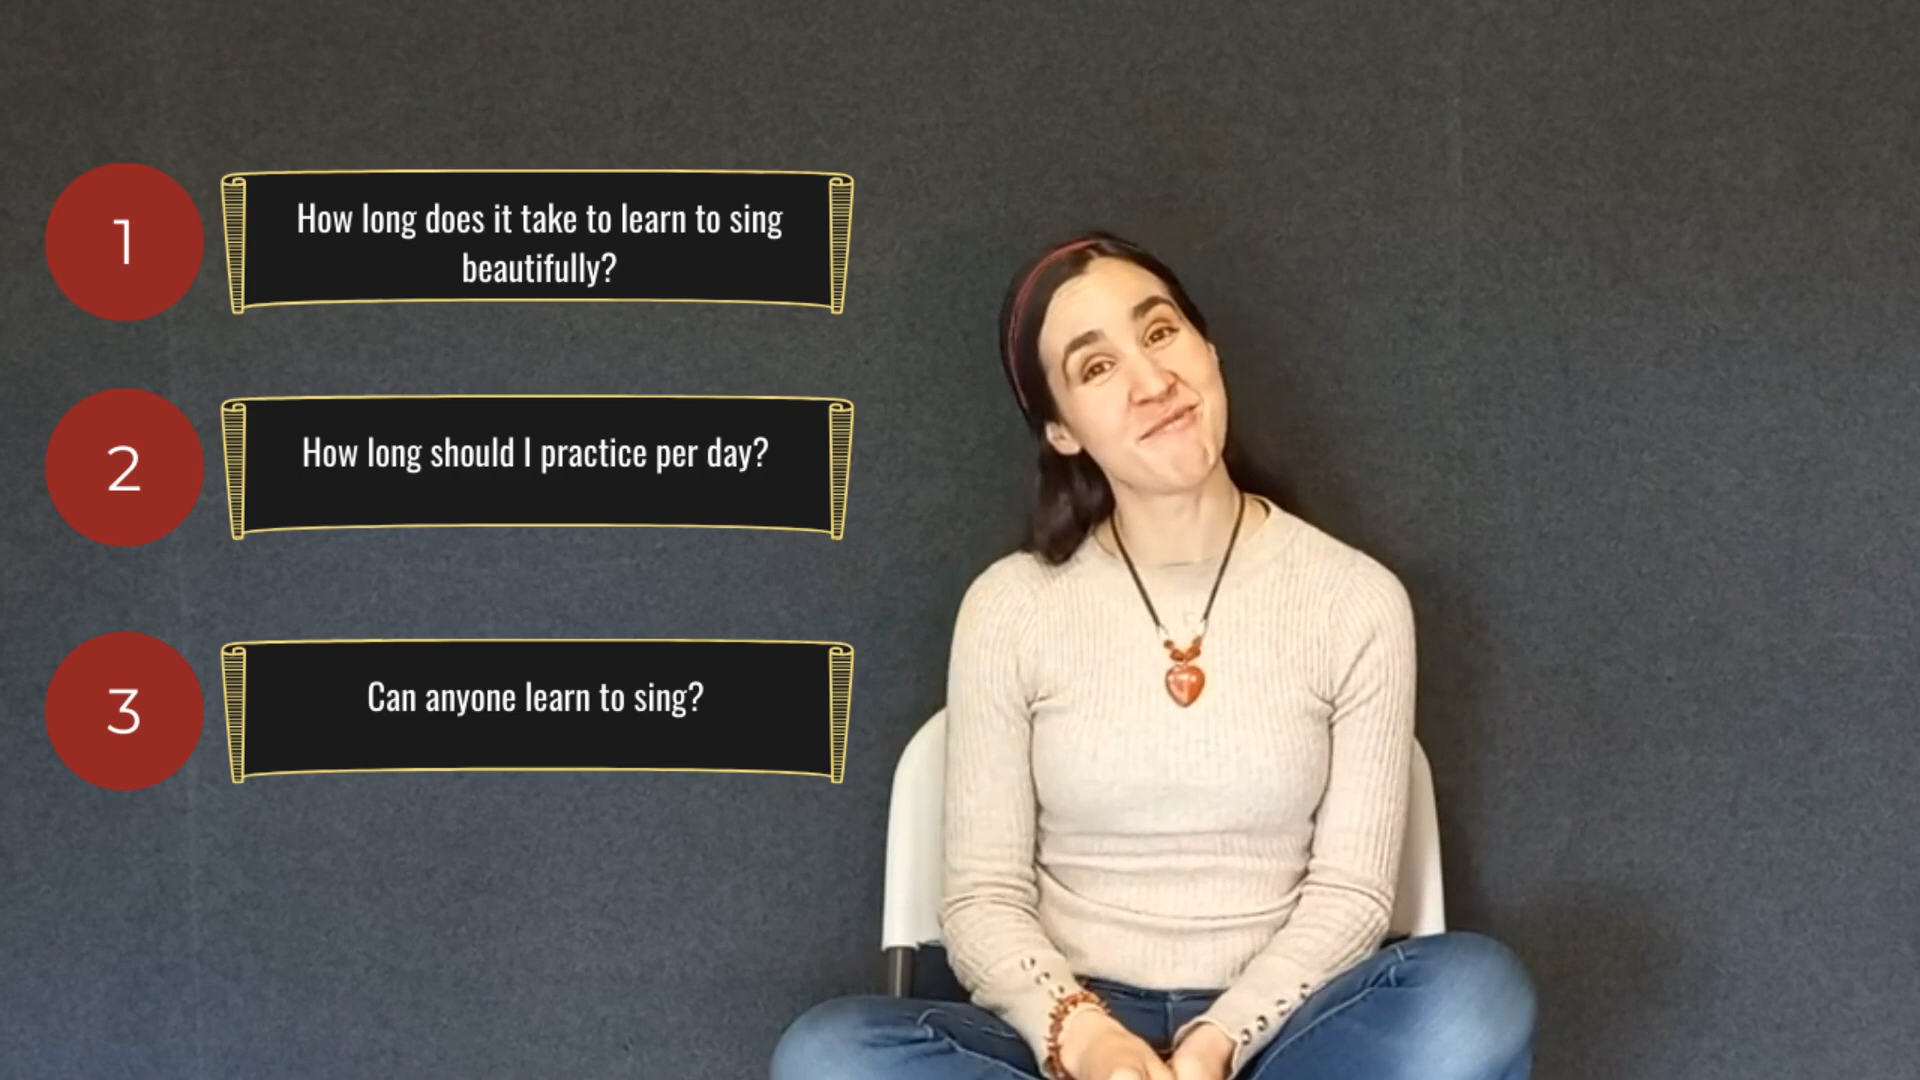 1
How long does it take to learn to sing
beautifully?
2
How long should I practice per day?
3
Can anyone learn to sing?